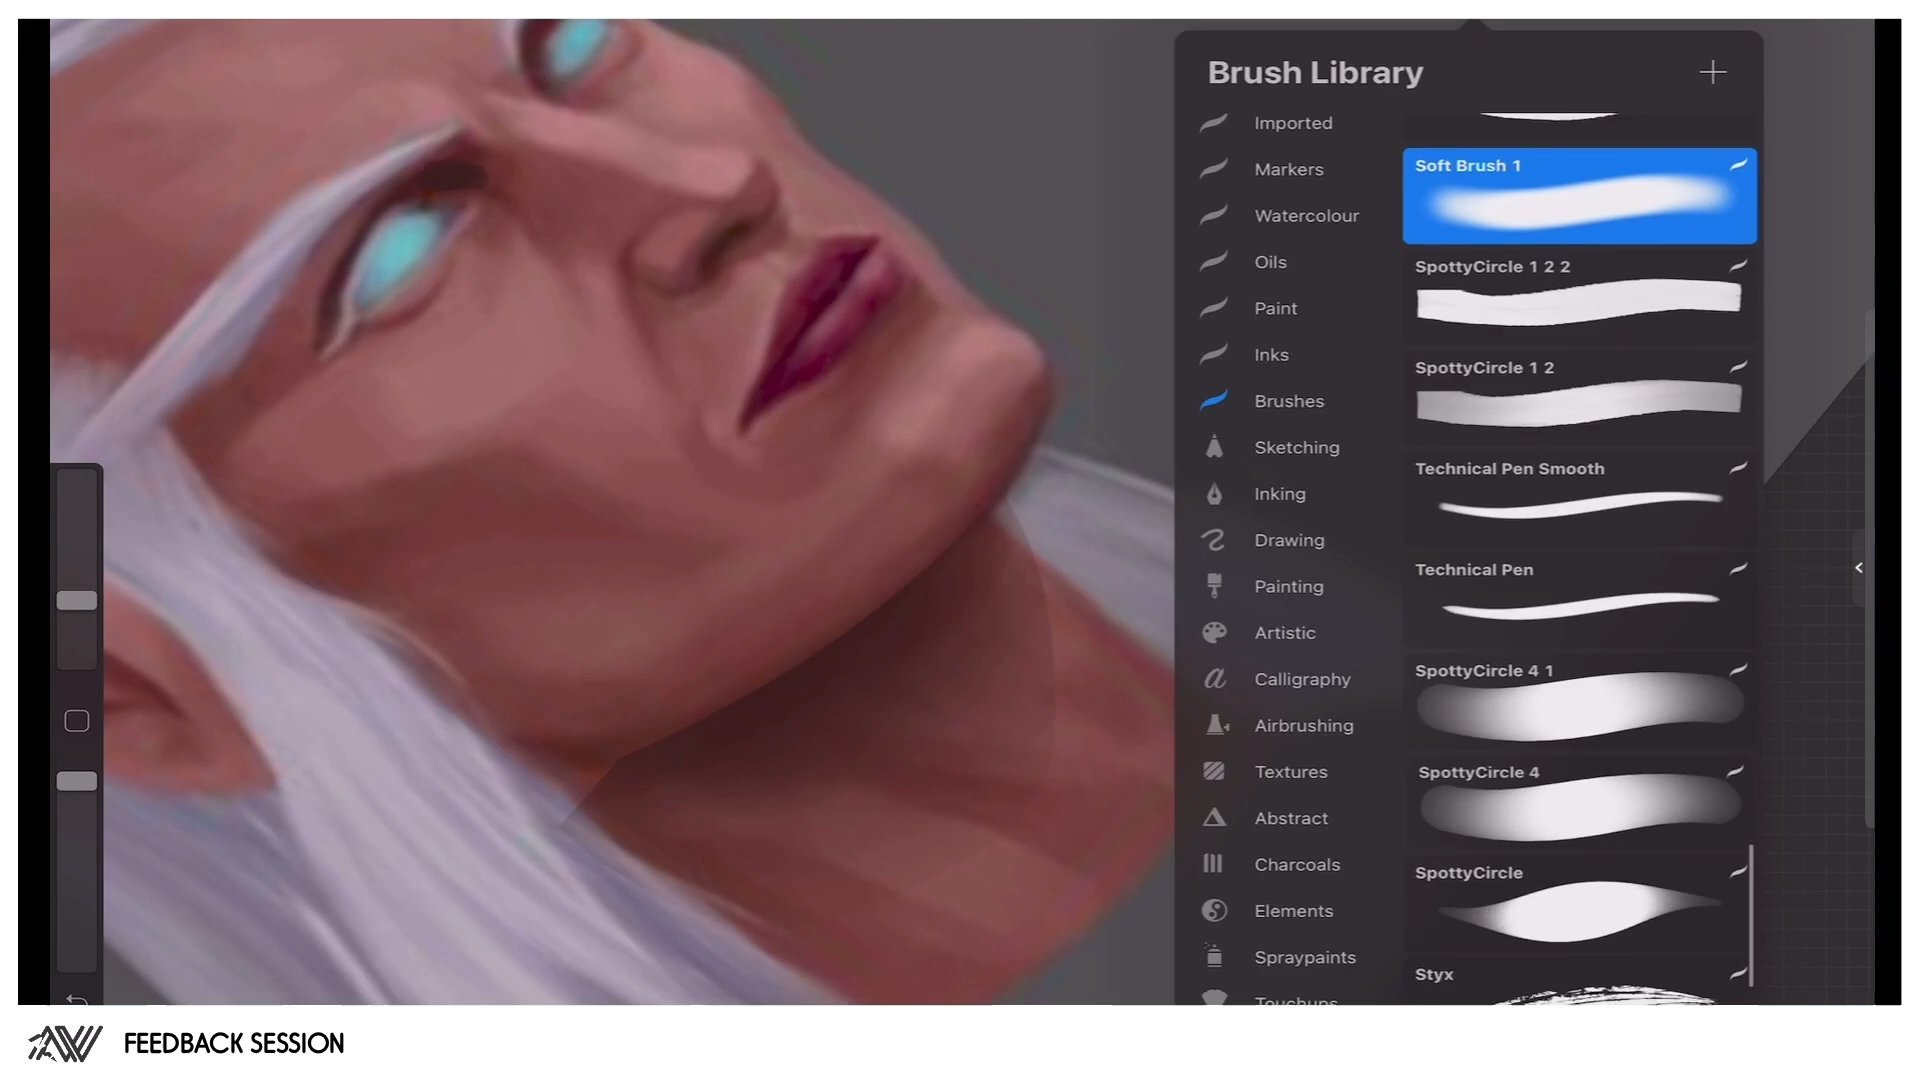 Brush Library
Imported
Markers
Watercolour
Oils
Paint
Inks
Brushes
Sketching
Inking
Drawing
Painting
Artistic
Calligraphy
Airbrushing
Textures
Abstract
Charcoals
Elements
Spraypaints
Touchups
Soft Brush 1
SpottyCircle 1 2 2
SpottyCircle 1 2
Technical Pen Smooth
Technical Pen
SpottyCircle 4 1
SpottyCircle 4
SpottyCircle
Styx
AW FEEDBACK SESSION